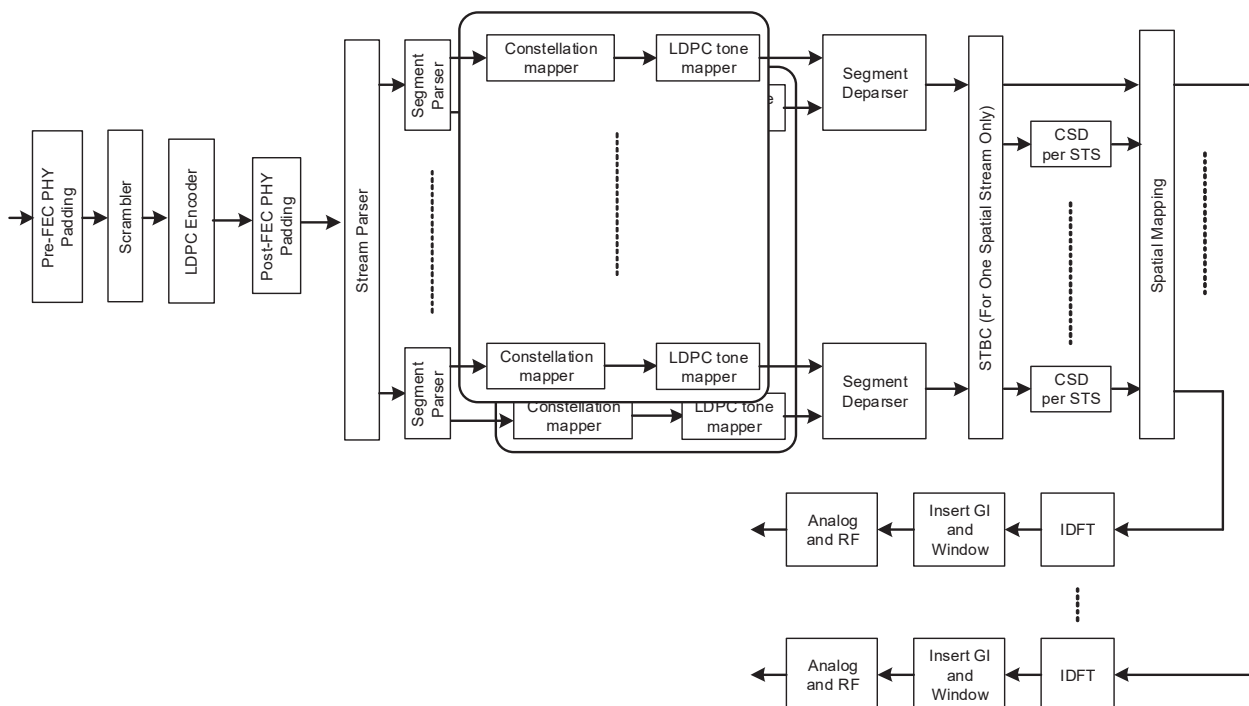 Pre-FEC PHY
Padding
Scrambler
LDPC Encoder
Post-FEC PHY
Padding
Stream Parser
Segment
Parser
Constellation
mapper
LDPC tone
mapper
Segment
Deparser
Segment
Parser
Constellation
mapper
LDPC tone
mapper
Constellation
mapper
LDPC tone
mapper
Segment
Deparser
STBC (For One Spatial Stream Only)
CSD
per STS
CSD
per STS
Spatial Mapping
Analog
and RF
Insert GI
and
Window
IDFT
Analog
and RF
Insert GI
and
Window
IDFT